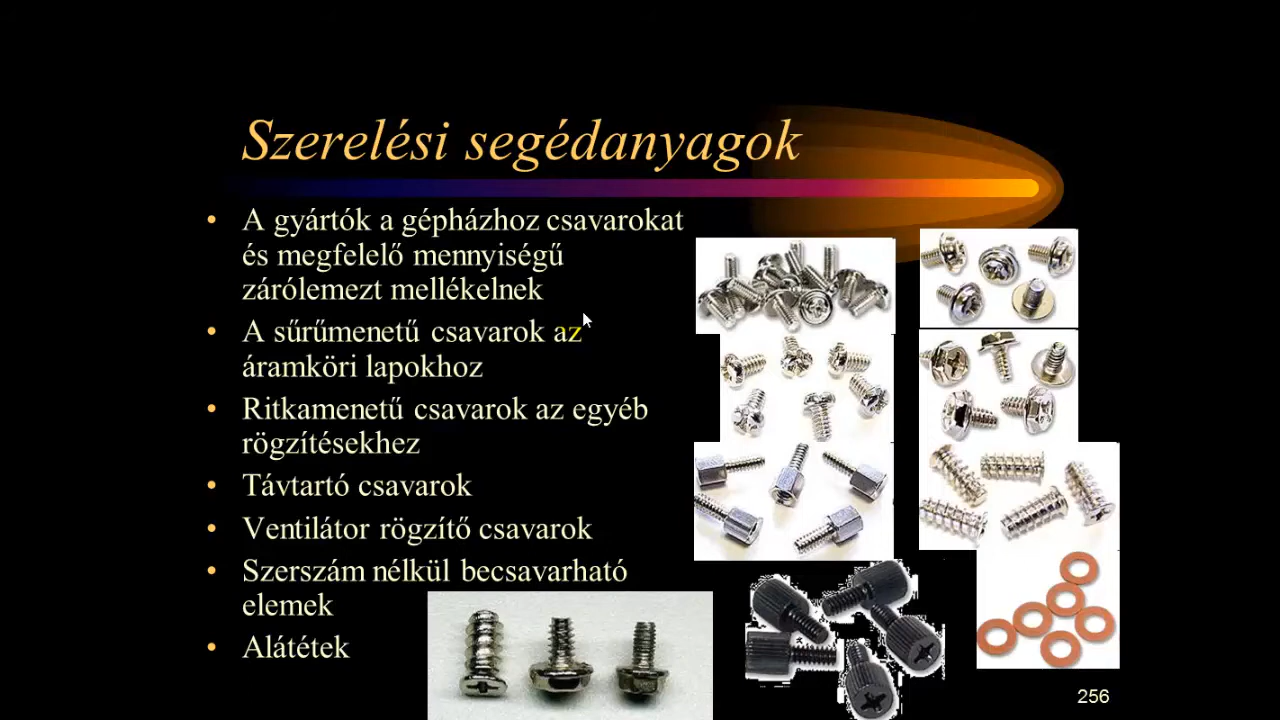 Szerelési segédanyagok
• A gyártók a gépházhoz csavarokat
és megfelelő mennyiségű
zárólemezt mellékelnek
• A sűrűmenetű csavarok az
áramköri lapokhoz
• Ritkamenetű csavarok az egyéb
rögzítésekhez
• Távtartó csavarok
• Ventilátor rögzítő csavarok
• Szerszám nélkül becsavarható
elemek
• Alátétek
256